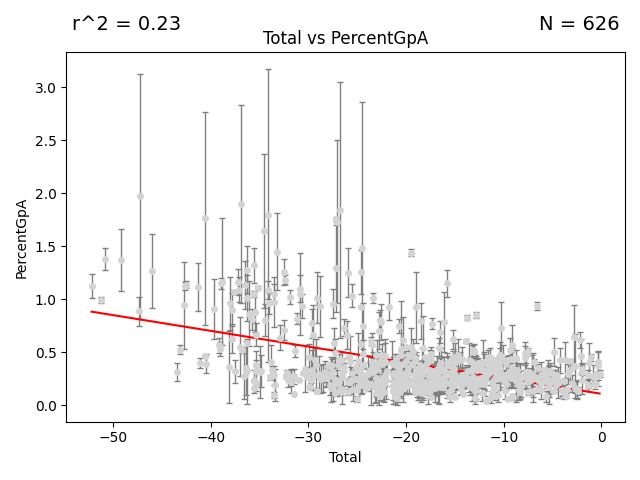 r^2 = 0.23
N = 626
Total vs PercentGpA
PercentGpA
3.0
2.5
2.0
1.5
1.0
0.5
0.0
−50
−40
−30
−20
−10
0
Total